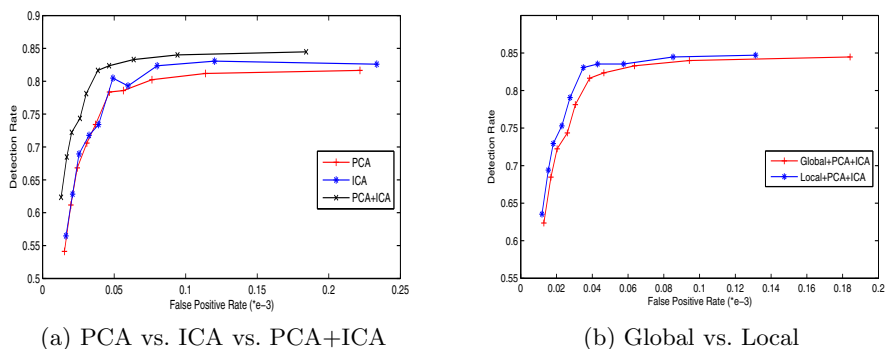 0.9
0.85
0.8
0.75
0.7
0.65
0.6
0.55
0.5
Detection Rate
0 0.05 0.1 0.15 0.2 0.25
False Positive Rate (*e-3)
PCA
ICA
PCA+ICA
(a) PCA vs. ICA vs. PCA+ICA
0.9
0.85
0.8
0.75
0.7
0.65
0.6
0.55
Detection Rate
0 0.02 0.04 0.06 0.08 0.1 0.12 0.14 0.16 0.18 0.2
False Positive Rate (*e-3)
Global+PCA+ICA
Local+PCA+ICA
(b) Global vs. Local